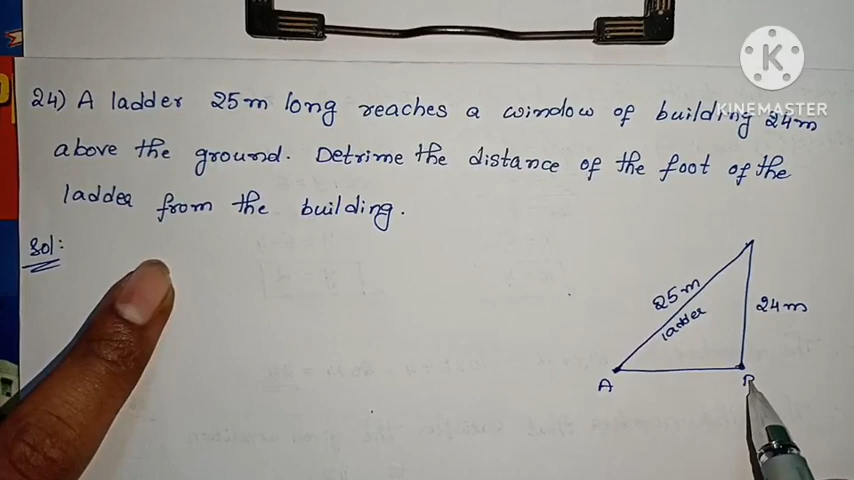 KINEMASTER
24) A ladder 25m long reaches a window of building 24m
above the ground. Detrime the distance of the foot of the
ladder from the building.
Sol:
25m
ladder
24m
A
B